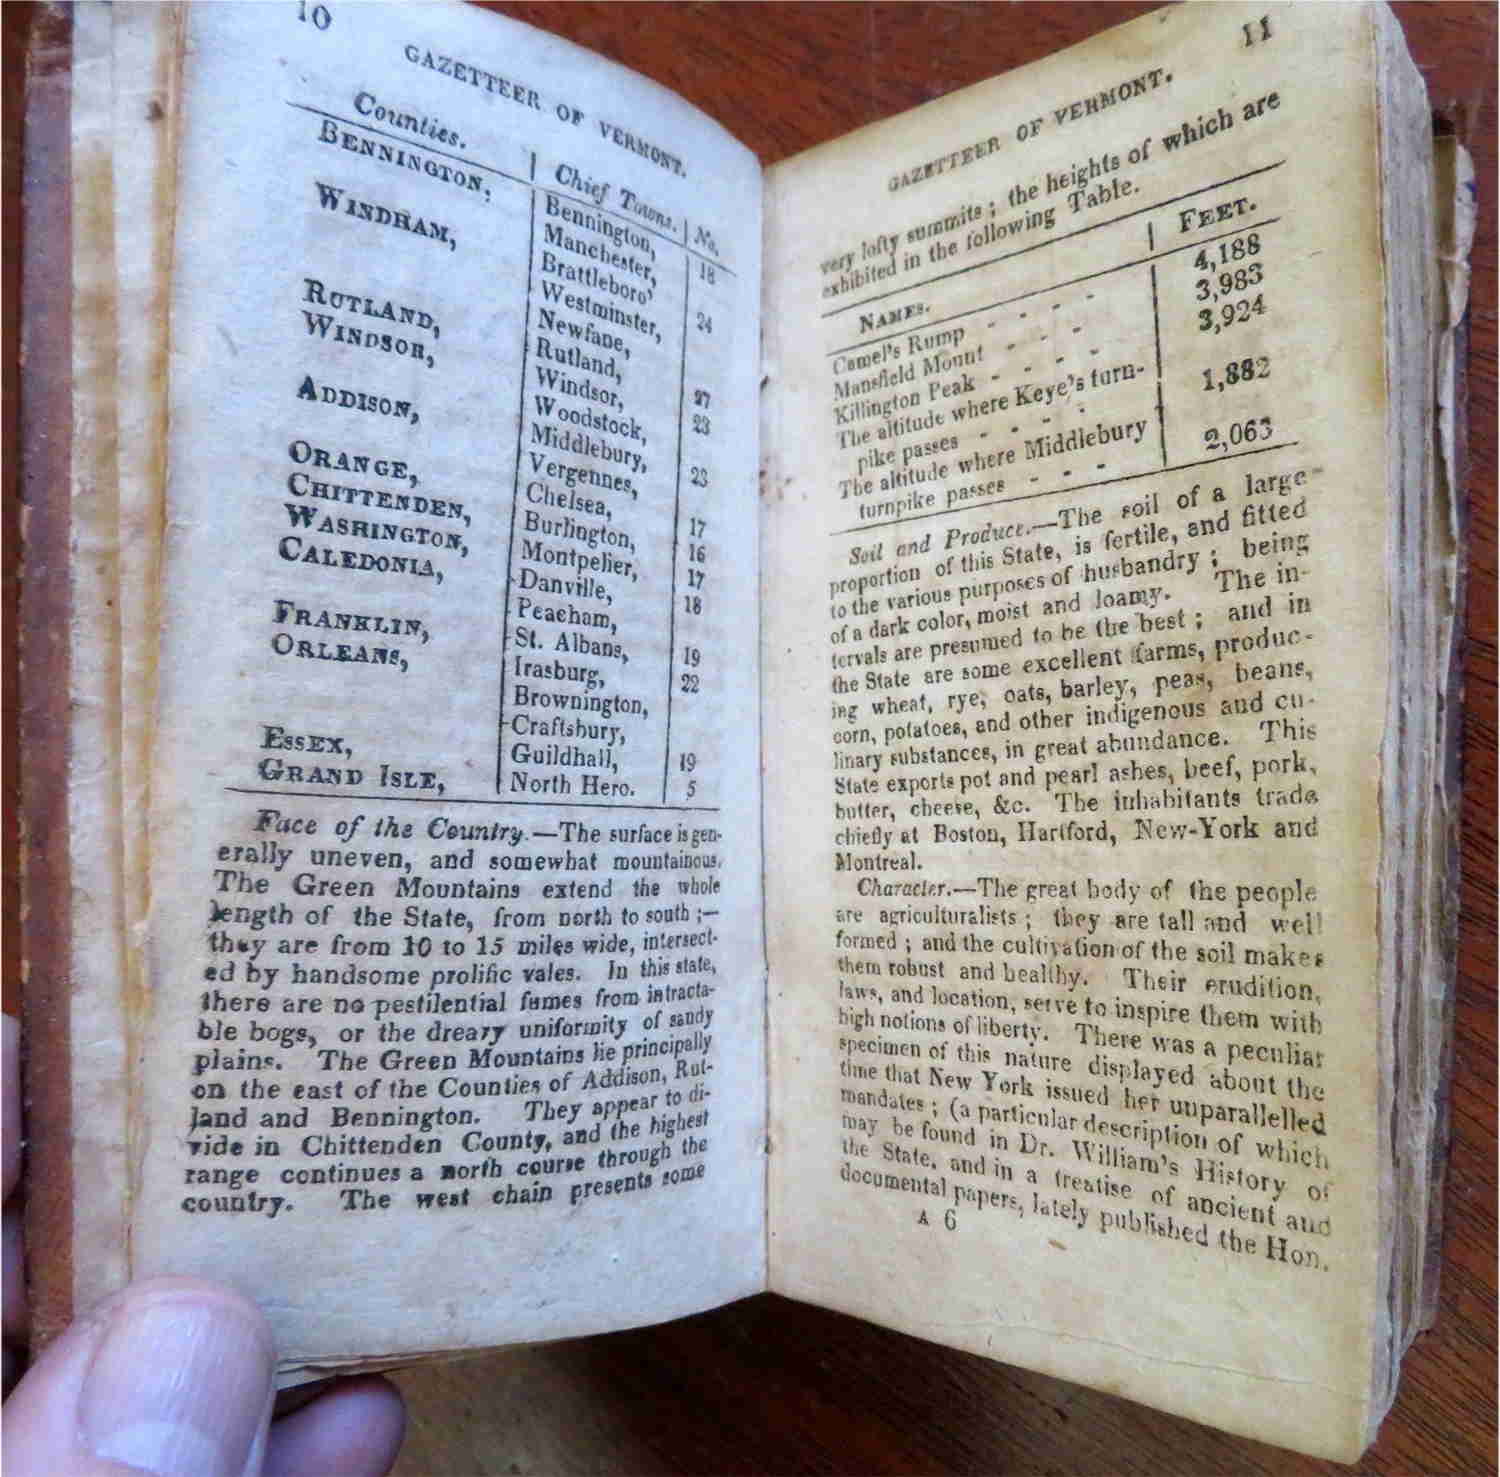 10
GAZETTEER OF VERMONT.
Counties. Chief Towns. No.
BENNINGTON, Bennington, 18
Manchester,
WINDHAM, Brattleboro' 24
Westminster,
Newfane,
RUTLAND, Rutland, 27
WINDSOR, Windsor, 23
Woodstock,
ADDISON, Middlebury, 23
Vergennes,
ORANGE, Chelsea, 17
CHITTENDEN, Burlington, 16
WASHINGTON, Montpelier, 17
CALEDONIA, Danville, 18
Peacham,
FRANKLIN, St. Albans, 19
ORLEANS, Irasburg, 22
Brownington,
Craftsbury,
ESSEX, Guildhall, 19
GRAND ISLE, North Hero. 5
Face of the Country.—The surface is gen-
erally uneven, and somewhat mountainous.
The Green Mountains extend the whole
length of the State, from north to south ;—
they are from 10 to 15 miles wide, intersect-
ed by handsome prolific vales. In this state,
there are no pestilential fumes from intracta-
ble bogs, or the dreary uniformity of sandy
plains. The Green Mountains lie principally
on the east of the Counties of Addison, Rut-
land and Bennington. They appear to di-
vide in Chittenden County, and the highest
range continues a north course through the
country. The west chain presents some
11
GAZETTEER OF VERMONT.
very lofty summits ; the heights of which are
exhibited in the following Table.
NAMES. FEET.
Camel's Rump - - - - 4,188
Mansfield Mount - - - 3,983
Killington Peak - - - - 3,924
The altitude where Keye's turn-
pike passes - - - - 1,882
The altitude where Middlebury
turnpike passes - - - 2,063
Soil and Produce.—The soil of a large
proportion of this State, is fertile, and fitted
to the various purposes of husbandry ; being
of a dark color, moist and loamy. The in-
tervals are presumed to be the best ; and in
the State are some excellent farms, produc-
ing wheat, rye, oats, barley, peas, beans,
corn, potatoes, and other indigenous and cu-
linary substances, in great abundance. This
State exports pot and pearl ashes, beef, pork,
butter, cheese, &c. The inhabitants trade
chiefly at Boston, Hartford, New-York and
Montreal.
Character.—The great body of the people
are agriculturalists ; they are tall and well
formed ; and the cultivation of the soil makes
them robust and healthy. Their erudition,
laws, and location, serve to inspire them with
high notions of liberty. There was a peculiar
specimen of this nature displayed about the
time that New York issued her unparallelled
mandates ; (a particular description of which
may be found in Dr. William's History of
the State, and in a treatise of ancient and
documental papers, lately published the Hon.
A 6